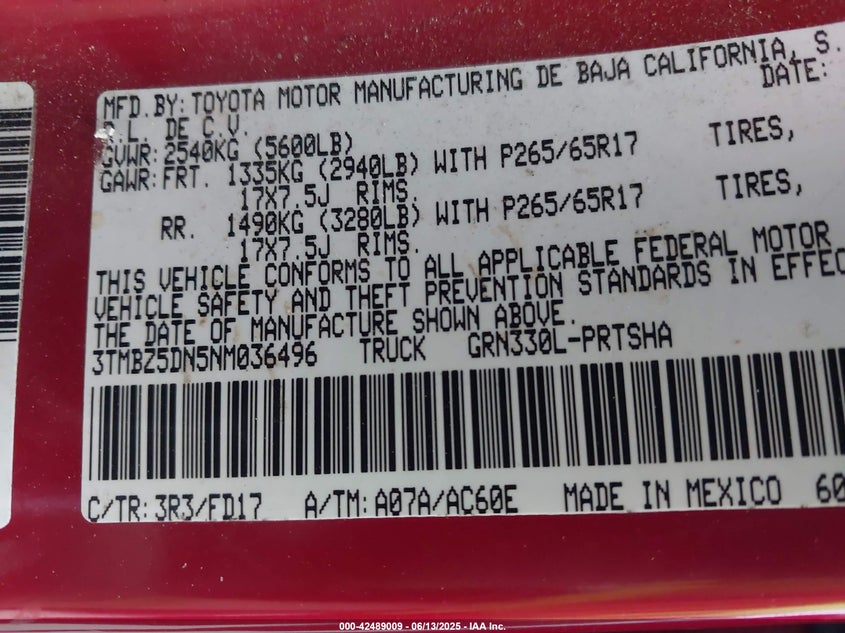 MFD.BY: TOYOTA MOTOR MANUFACTURING DE BAJA CALIFORNIA, S.
R.L. DE C.V. DATE:
GVWR: 2540KG (5600LB)
GAWR: FRT. 1335KG (2940LB) WITH P265/65R17 TIRES,
17X7.5J RIMS.
RR. 1490KG (3280LB) WITH P265/65R17 TIRES,
17X7.5J RIMS.
THIS VEHICLE CONFORMS TO ALL APPLICABLE FEDERAL MOTOR
VEHICLE SAFETY AND THEFT PREVENTION STANDARDS IN EFFEC
THE DATE OF MANUFACTURE SHOWN ABOVE.
3TMBZ5DN5NM036496 TRUCK GRN330L-PRTSHA
C/TR: 3R3/FD17 A/TM: A07A/AC60E MADE IN MEXICO 60
000-42489009 - 06/13/2025 - IAA Inc.